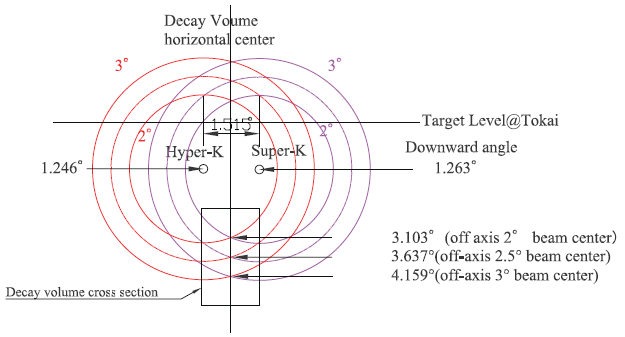 Decay Voume
horizontal center
3°
3°
1.515°
2°
2°
Target Level@Tokai
Hyper-K
Super-K
Downward angle
1.246°
1.263°
3.103° (off axis 2° beam center)
3.637°(off-axis 2.5° beam center)
4.159°(off-axis 3° beam center)
Decay volume cross section